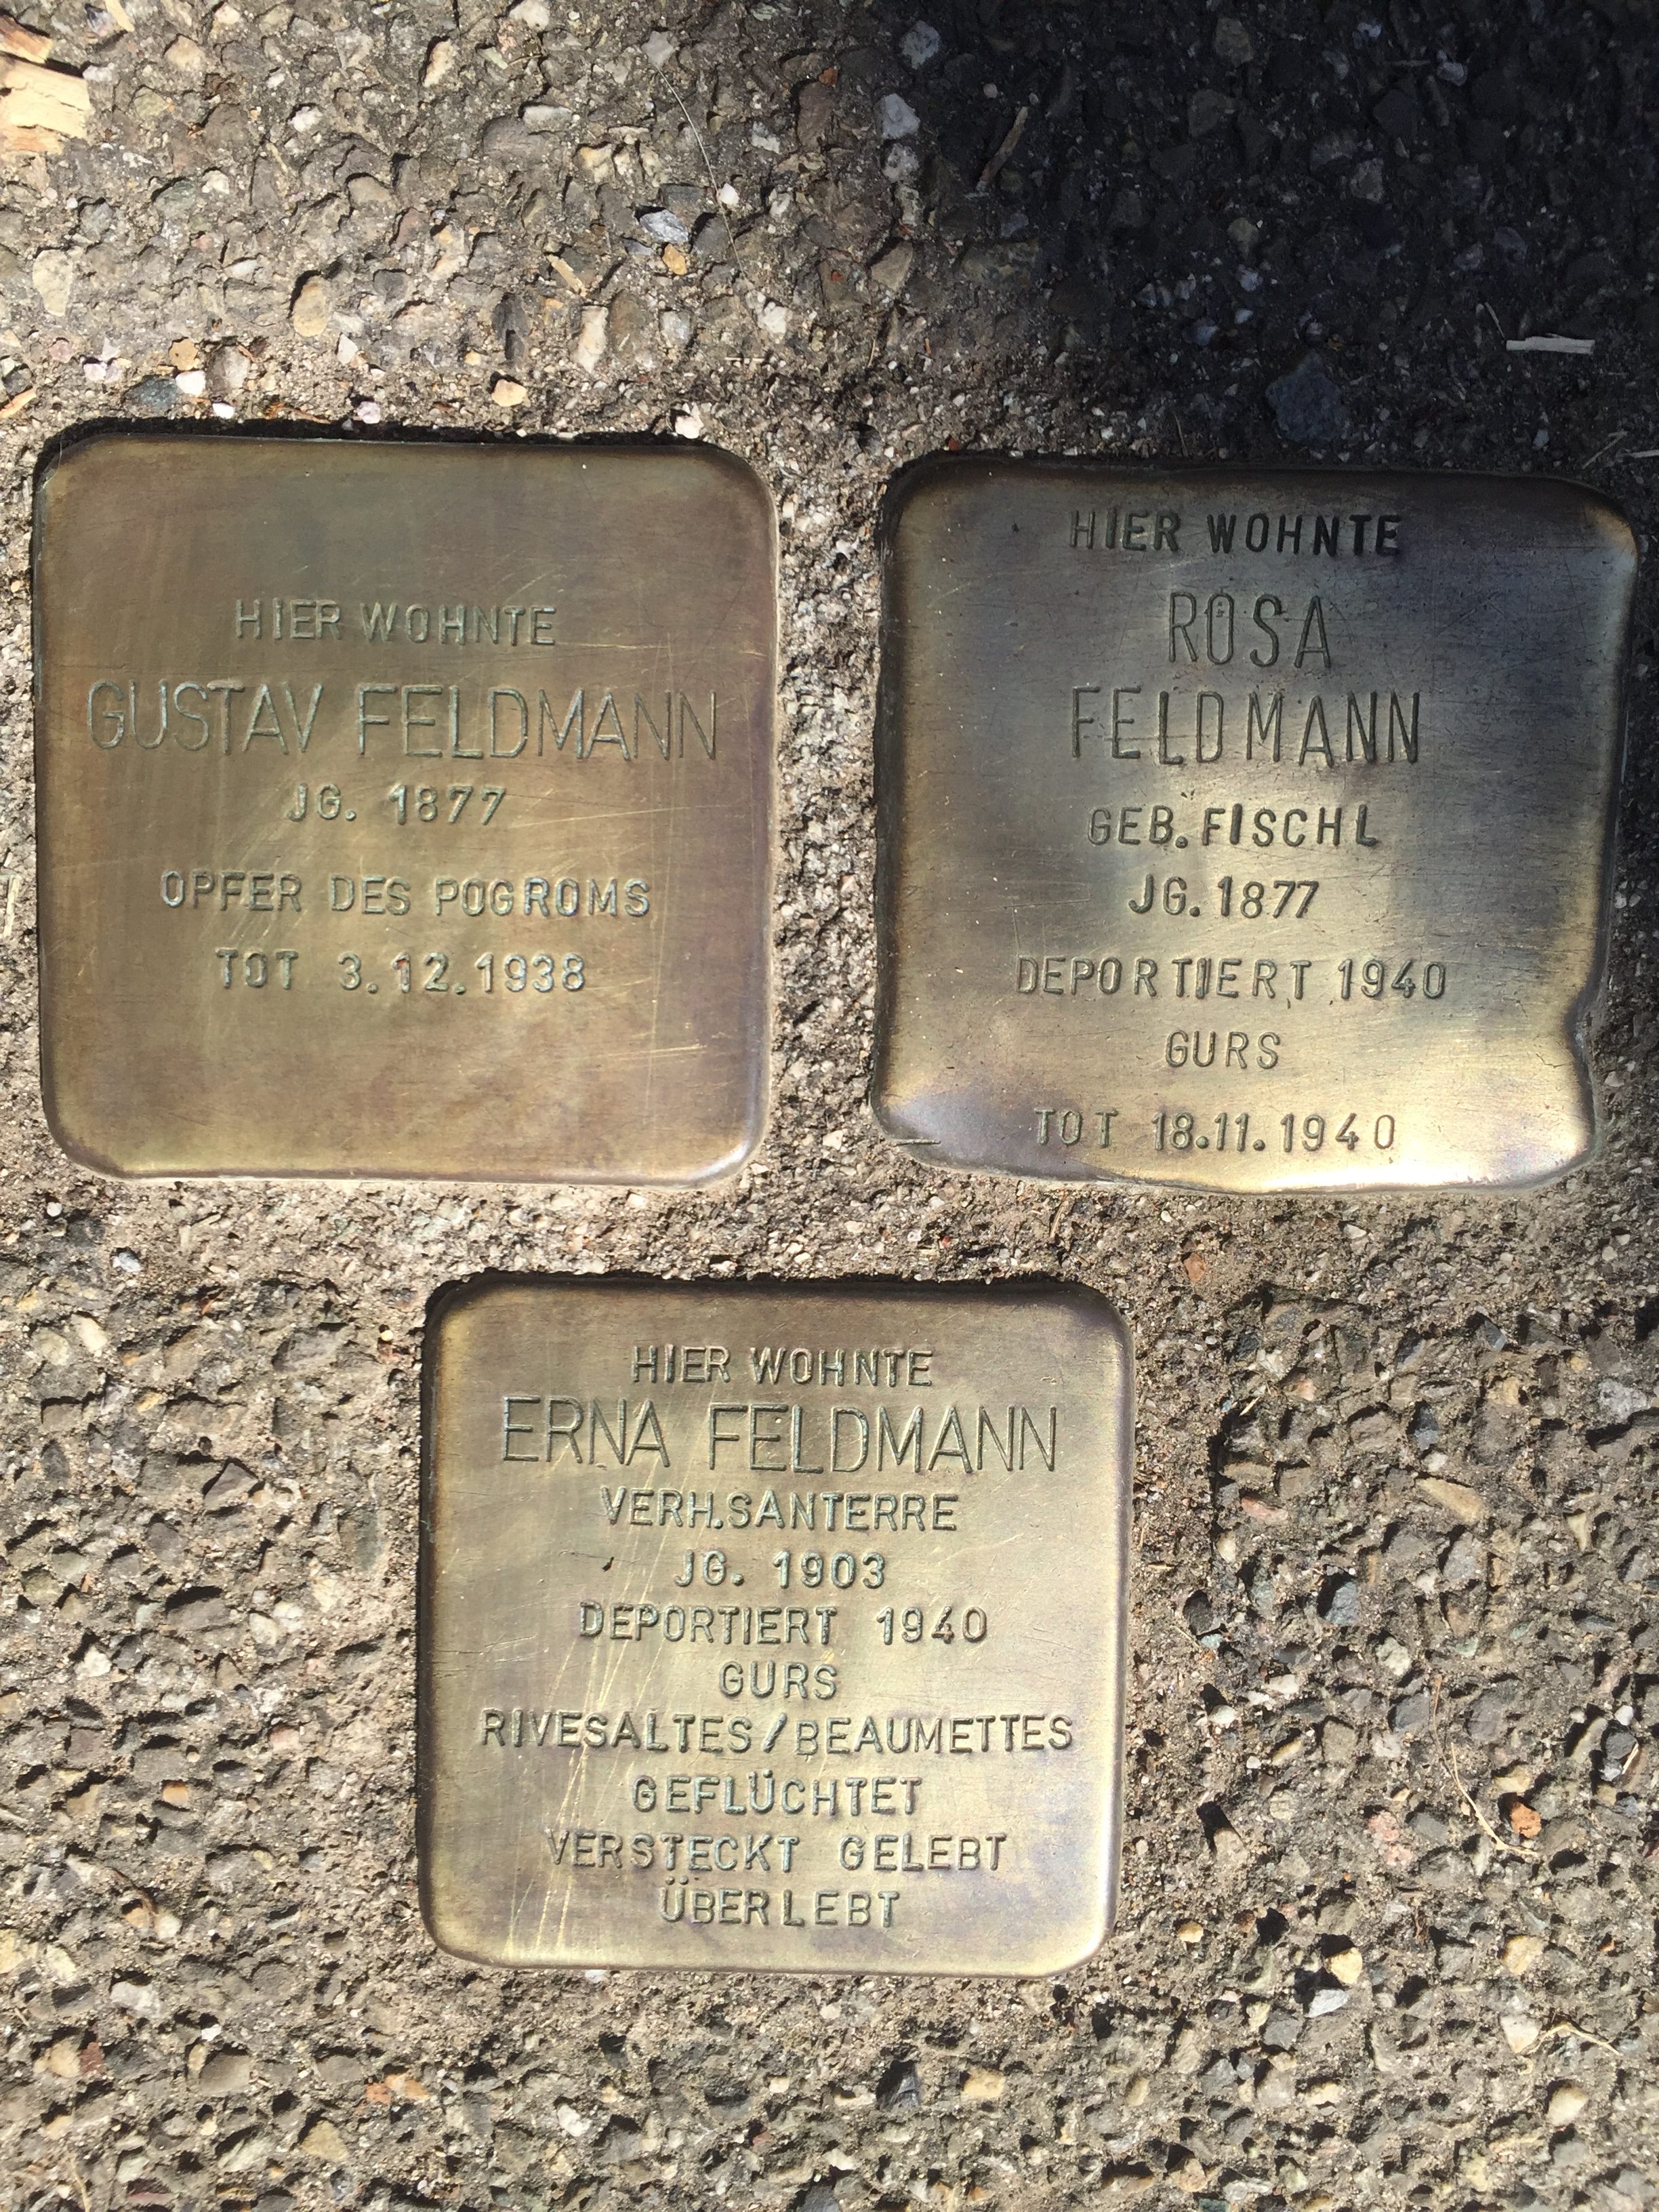 HIER WOHNTE
GUSTAV FELDMANN
JG. 1877
OPFER DES POGROMS
TOT 3.12.1938
HIER WOHNTE
ROSA
FELDMANN
GEB. FISCHL
JG. 1877
DEPORTIERT 1940
GURS
TOT 18.11.1940
HIER WOHNTE
ERNA FELDMANN
VERH. SANTERRE
JG. 1903
DEPORTIERT 1940
GURS
RIVESALTES/BEAUMETTES
GEFLÜCHTET
VERSTECKT GELEBT
ÜBERLEBT